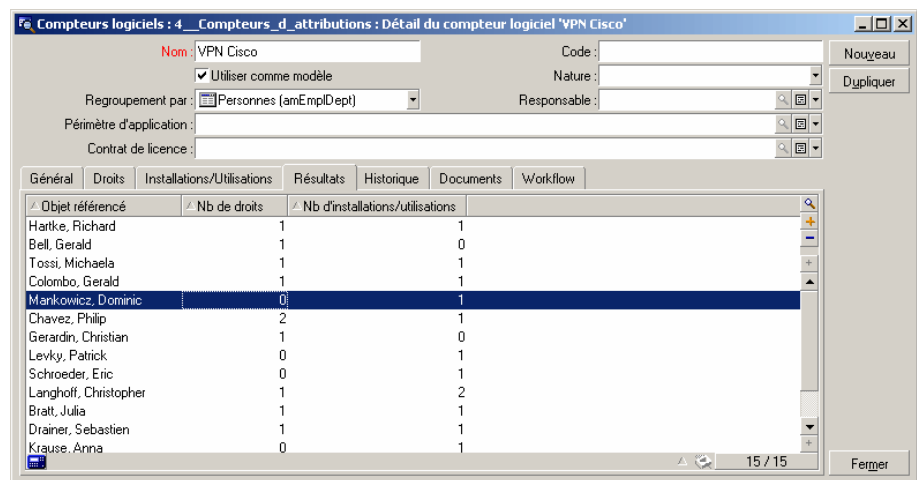 Compteurs logiciels : 4__Compteurs_d_attributions : Détail du compteur logiciel 'VPN Cisco'
Nom : VPN Cisco Code : Nouveau
Utiliser comme modèle Nature : Dupliquer
Regroupement par : Personnes (amEmplDept) Responsable :
Périmètre d'application :
Contrat de licence :
Général Droits Installations/Utilisations Résultats Historique Documents Workflow
Objet référencé Nb de droits Nb d'installations/utilisations
Hartke, Richard 1 1
Bell, Gerald 1 0
Tossi, Michaela 1 1
Colombo, Gerald 1 1
Mankowicz, Dominic 0 1
Chavez, Philip 2 1
Gerardin, Christian 1 0
Levky, Patrick 0 1
Schroeder, Eric 0 1
Langhoff, Christopher 1 2
Bratt, Julia 1 1
Drainer, Sebastien 1 1
Krause, Anna 0 1
15 / 15 Fermer